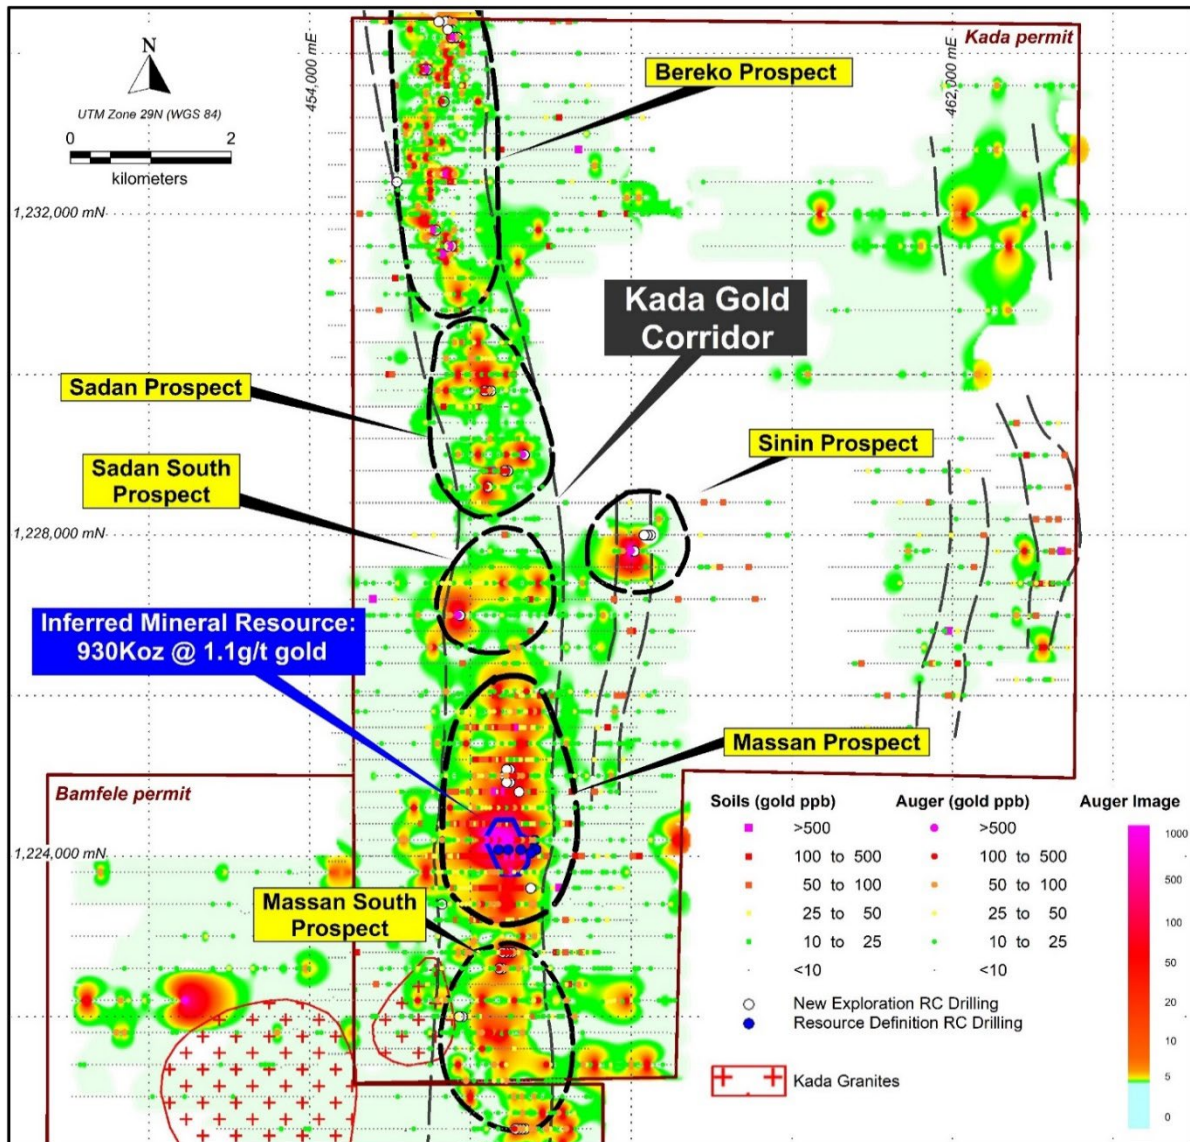 Kada permit
N
UTM Zone 29N (WGS 84)
0 2
kilometers
454,000 mE
462,000 mE
Bereko Prospect
1,232,000 mN
Kada Gold
Corridor
Sadan Prospect
Sinin Prospect
Sadan South
Prospect
1,228,000 mN
Inferred Mineral Resource:
930Koz @ 1.1g/t gold
Massan Prospect
Bamfele permit
1,224,000 mN
Massan South
Prospect
Soils (gold ppb) Auger (gold ppb) Auger Image
>500 >500
100 to 500 100 to 500
50 to 100 50 to 100
25 to 50 25 to 50
10 to 25 10 to 25
<10 <10
New Exploration RC Drilling
Resource Definition RC Drilling
Kada Granites
1000
500
100
50
20
10
5
0